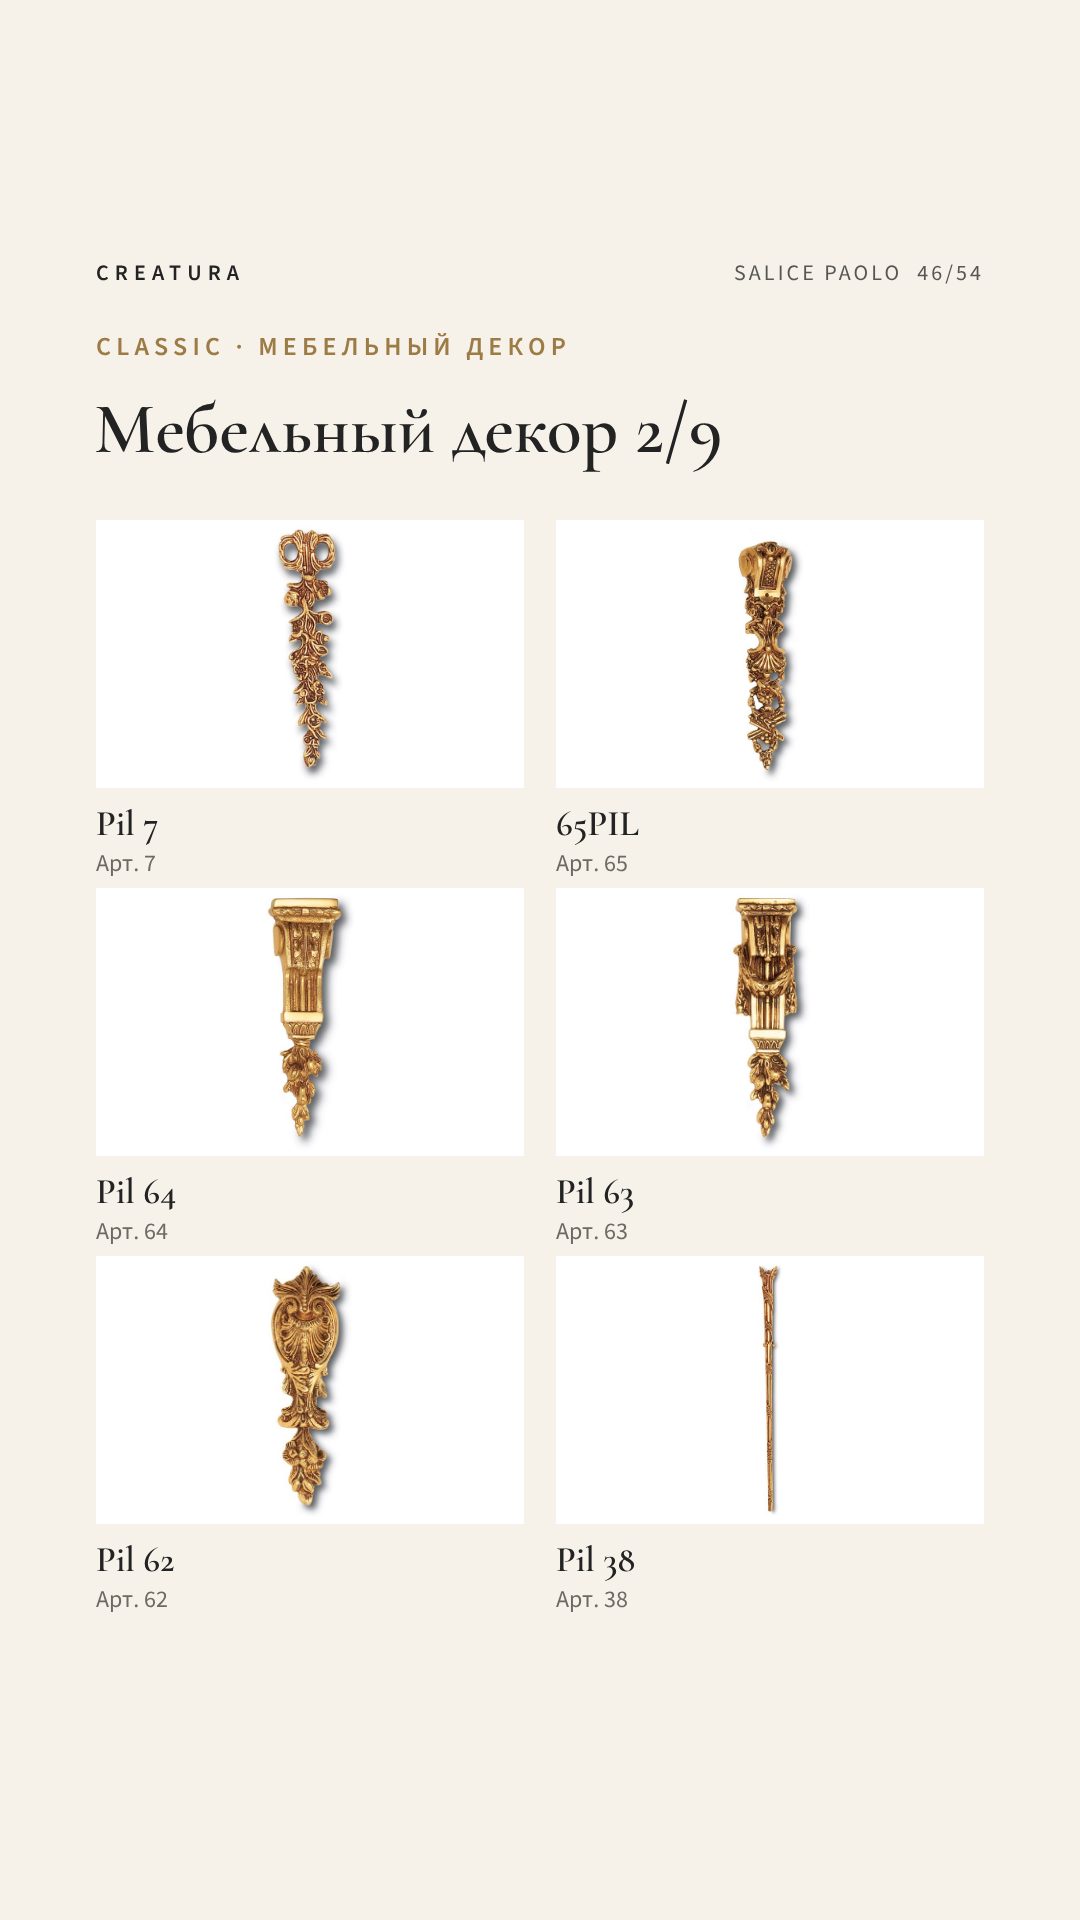 CREATURA
SALICE PAOLO 46/54
CLASSIC · МЕБЕЛЬНЫЙ ДЕКОР
Мебельный декор 2/9
Pil 7
Арт. 7
65PIL
Арт. 65
Pil 64
Арт. 64
Pil 63
Арт. 63
Pil 62
Арт. 62
Pil 38
Арт. 38